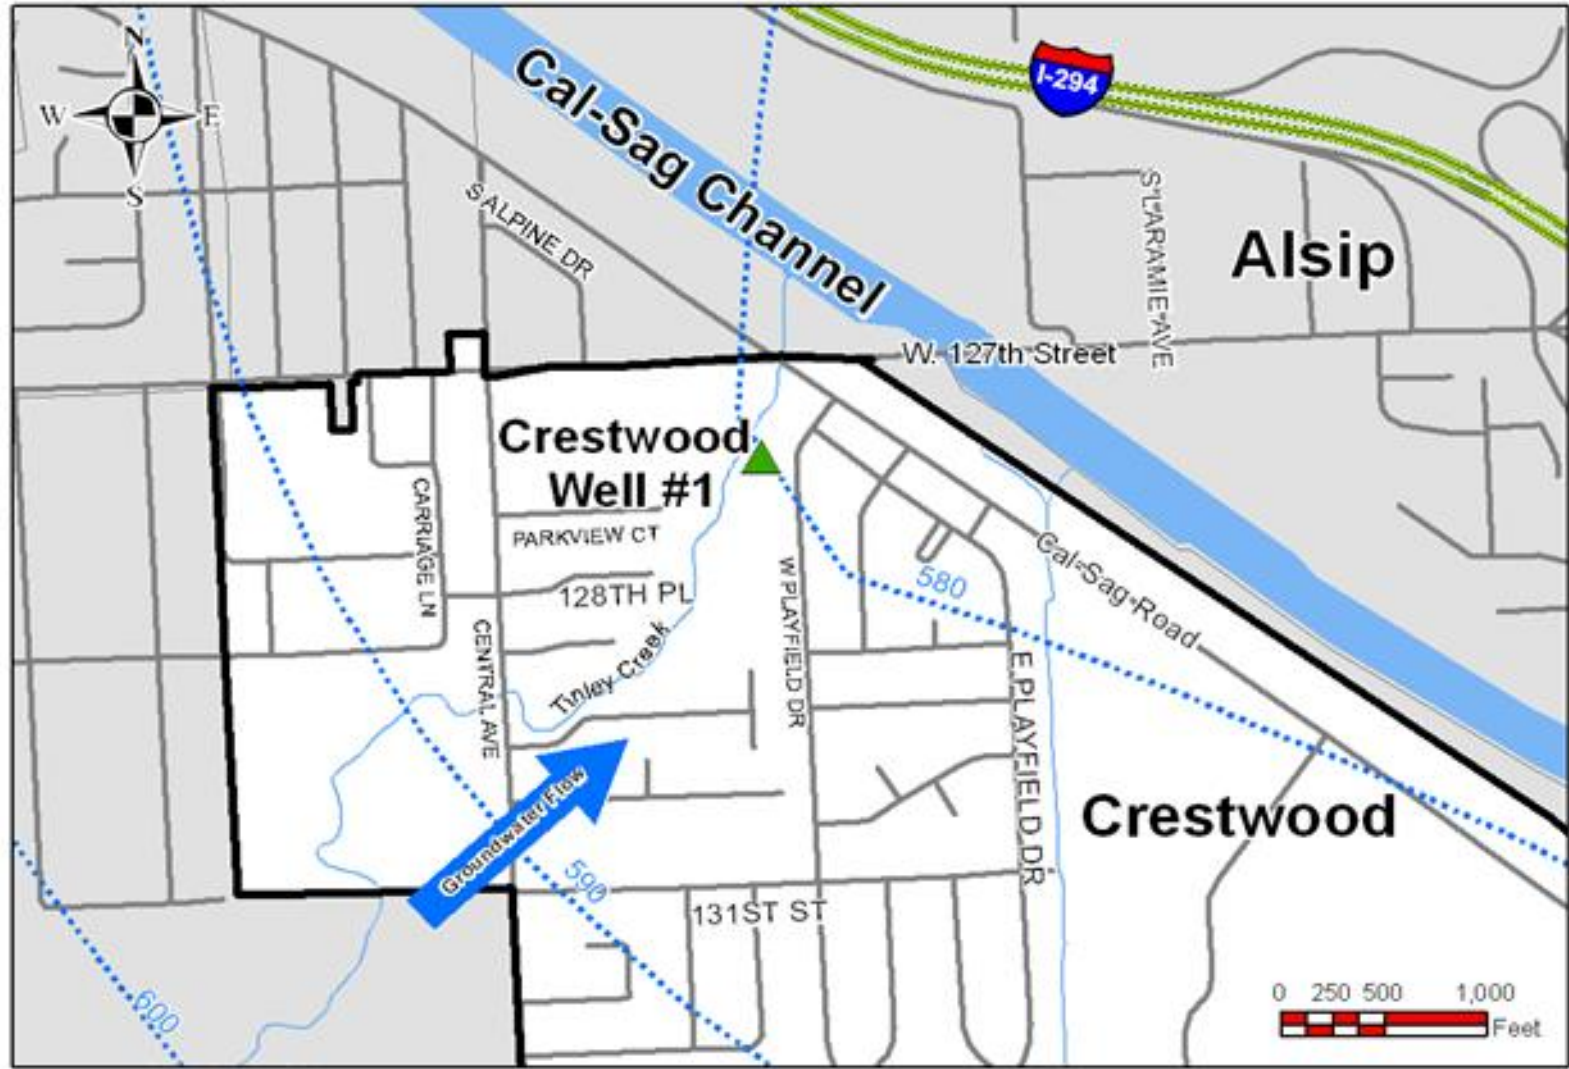 N
W E
S
Cal-Sag Channel
I-294
S ALPINE DR
S LARAMIE AVE
Alsip
W. 127th Street
Crestwood
Well #1
CARRIAGE LN
PARKVIEW CT
128TH PL
W PLAYFIELD DR
580
Cal-Sag Road
CENTRAL AVE
Tinley Creek
E PLAYFIELD DR
Groundwater Flow
Crestwood
590
131ST ST
600
0 250 500 1,000
Feet